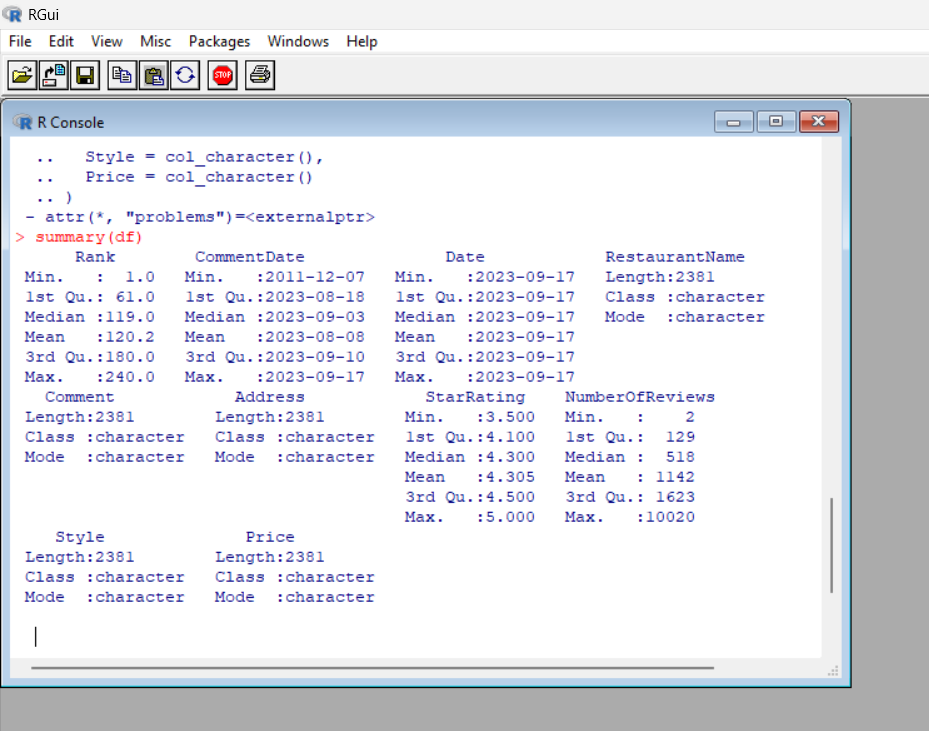 RGui
File Edit View Misc Packages Windows Help
STOP
R Console
..   Style = col_character(),
..   Price = col_character()
.. )
- attr(*, "problems")=<externalptr>
> summary(df)
      Rank        CommentDate              Date            RestaurantName
Min.   :  1.0   Min.   :2011-12-07   Min.   :2023-09-17   Length:2381
1st Qu.: 61.0   1st Qu.:2023-08-18   1st Qu.:2023-09-17   Class :character
Median :119.0   Median :2023-09-03   Median :2023-09-17   Mode  :character
Mean   :120.2   Mean   :2023-08-08   Mean   :2023-09-17
3rd Qu.:180.0   3rd Qu.:2023-09-10   3rd Qu.:2023-09-17
Max.   :240.0   Max.   :2023-09-17   Max.   :2023-09-17
  Comment            Address            StarRating    NumberOfReviews
Length:2381        Length:2381        Min.   :3.500   Min.   :    2
Class :character   Class :character   1st Qu.:4.100   1st Qu.:  129
Mode  :character   Mode  :character   Median :4.300   Median :  518
                                      Mean   :4.305   Mean   : 1142
                                      3rd Qu.:4.500   3rd Qu.: 1623
                                      Max.   :5.000   Max.   :10020
   Style              Price
Length:2381        Length:2381
Class :character   Class :character
Mode  :character   Mode  :character